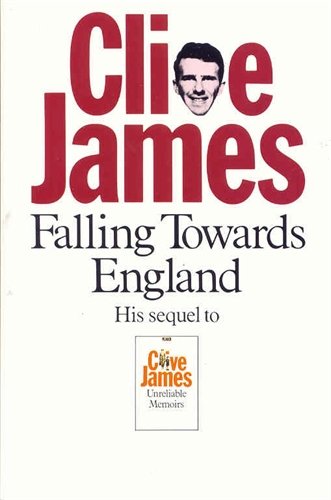 Clive
James
Falling Towards
England
His sequel to
Clive
James
Unreliable
Memoirs